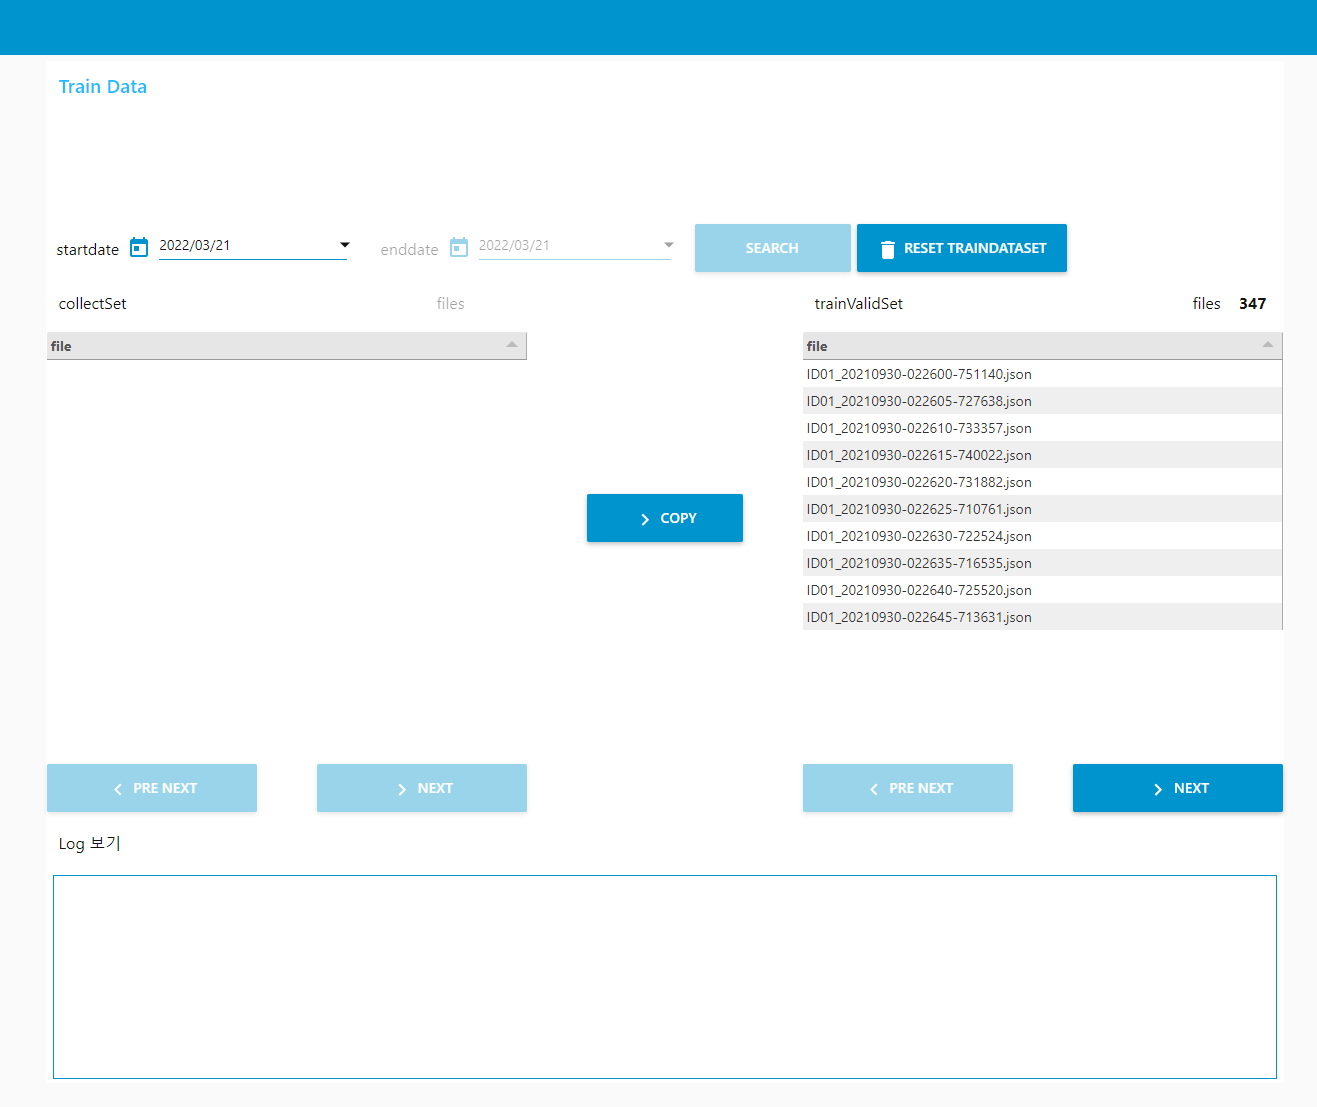 Train Data
startdate 2022/03/21 enddate 2022/03/21 SEARCH RESET TRAINDATASET
collectSet files trainValidSet files 347
file file
ID01_20210930-022600-751140.json
ID01_20210930-022605-727638.json
ID01_20210930-022610-733357.json
ID01_20210930-022615-740022.json
ID01_20210930-022620-731882.json
ID01_20210930-022625-710761.json
COPY
ID01_20210930-022630-722524.json
ID01_20210930-022635-716535.json
ID01_20210930-022640-725520.json
ID01_20210930-022645-713631.json
PRE NEXT NEXT PRE NEXT NEXT
Log 보기